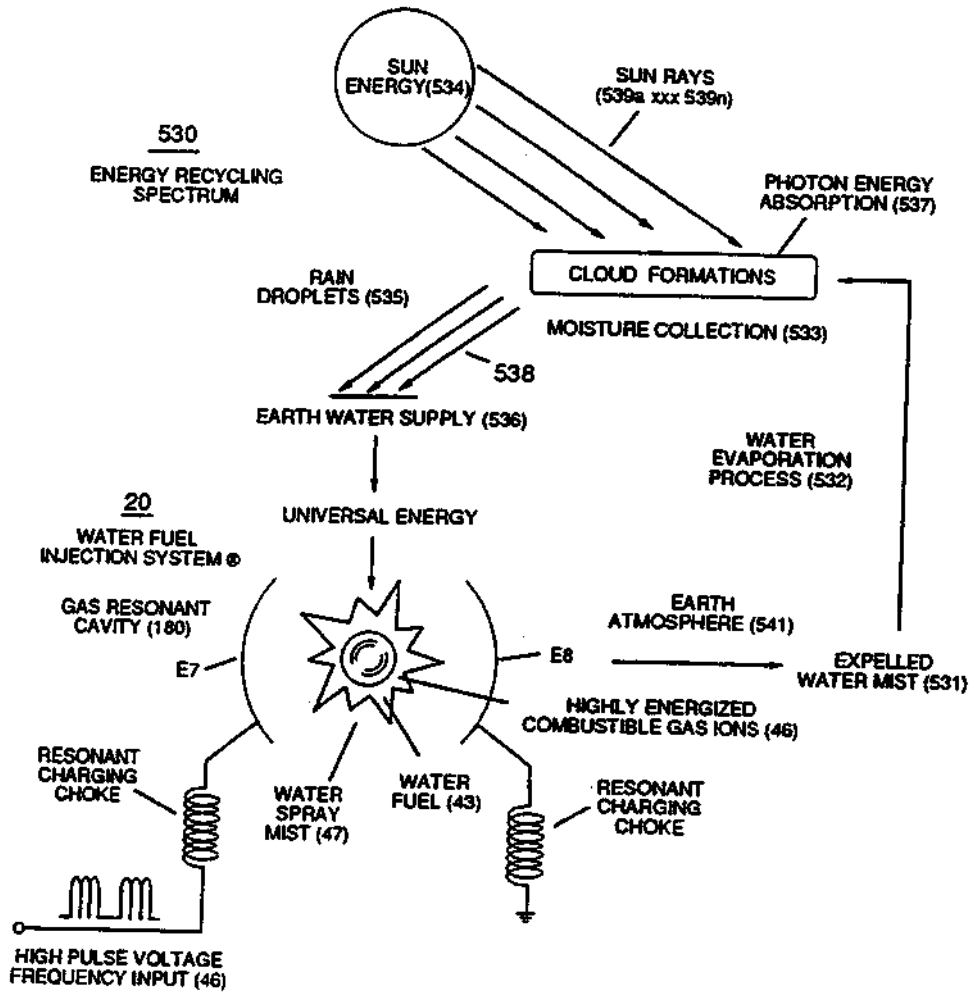 SUN
ENERGY(534)
SUN RAYS
(539a xxx 539n)
530
ENERGY RECYCLING
SPECTRUM
PHOTON ENERGY
ABSORPTION (537)
CLOUD FORMATIONS
RAIN
DROPLETS (535)
MOISTURE COLLECTION (533)
538
EARTH WATER SUPPLY (536)
WATER
EVAPORATION
PROCESS (532)
20
WATER FUEL
INJECTION SYSTEM ®
UNIVERSAL ENERGY
GAS RESONANT
CAVITY (180)
EARTH
ATMOSPHERE (541)
E7
E8
EXPELLED
WATER MIST (531)
HIGHLY ENERGIZED
COMBUSTIBLE GAS IONS (46)
RESONANT
CHARGING
CHOKE
WATER
SPRAY
MIST (47)
WATER
FUEL (43)
RESONANT
CHARGING
CHOKE
HIGH PULSE VOLTAGE
FREQUENCY INPUT (46)